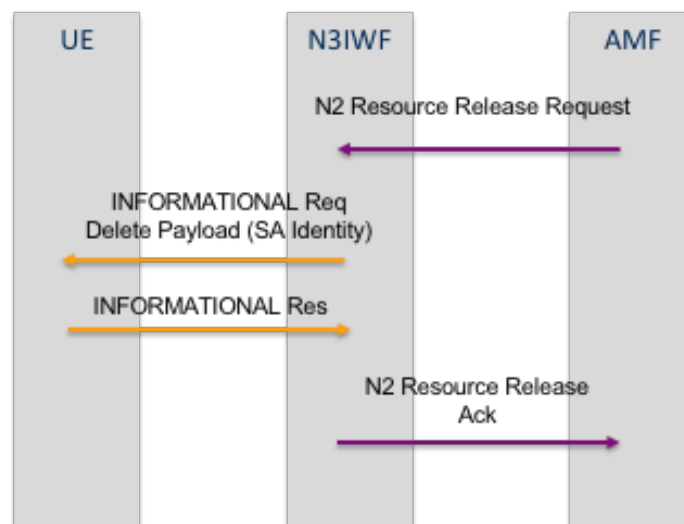 UE
N3IWF
AMF
N2 Resource Release Request
INFORMATIONAL Req
Delete Payload (SA Identity)
INFORMATIONAL Res
N2 Resource Release
Ack